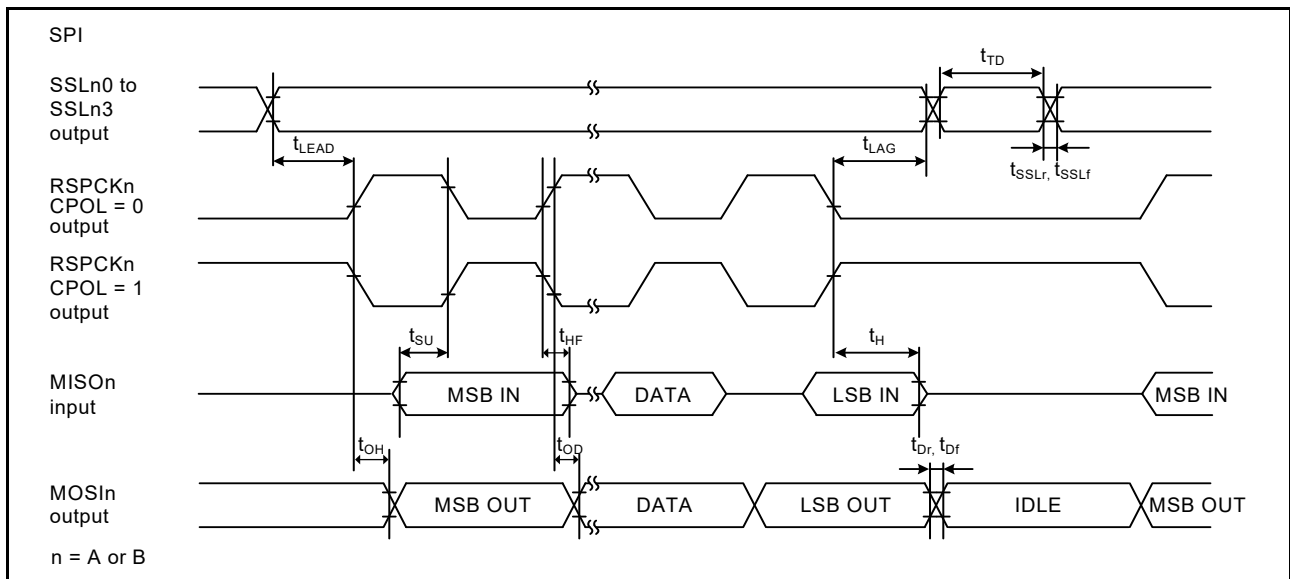 SPI
SSLn0 to
SSLn3
output
tTD
tLEAD
tLAG
tSSLr, tSSLf
RSPCKn
CPOL = 0
output
RSPCKn
CPOL = 1
output
tSU
tHF
tH
MISOn
input
MSB IN
DATA
LSB IN
MSB IN
tOH
tOD
tDr, tDf
MOSIn
output
MSB OUT
DATA
LSB OUT
IDLE
MSB OUT
n = A or B